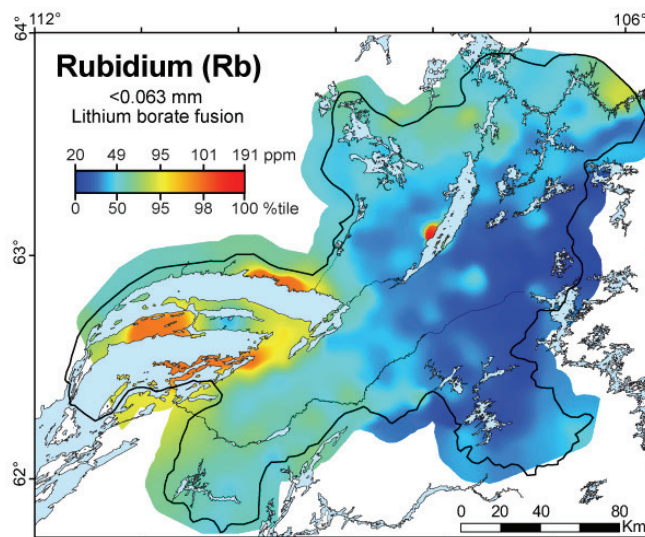 112°
106°
64°
Rubidium (Rb)
<0.063 mm
Lithium borate fusion
20 49 95 101 191 ppm
0 50 95 98 100 %tile
63°
62°
0 20 40 60 80
Km